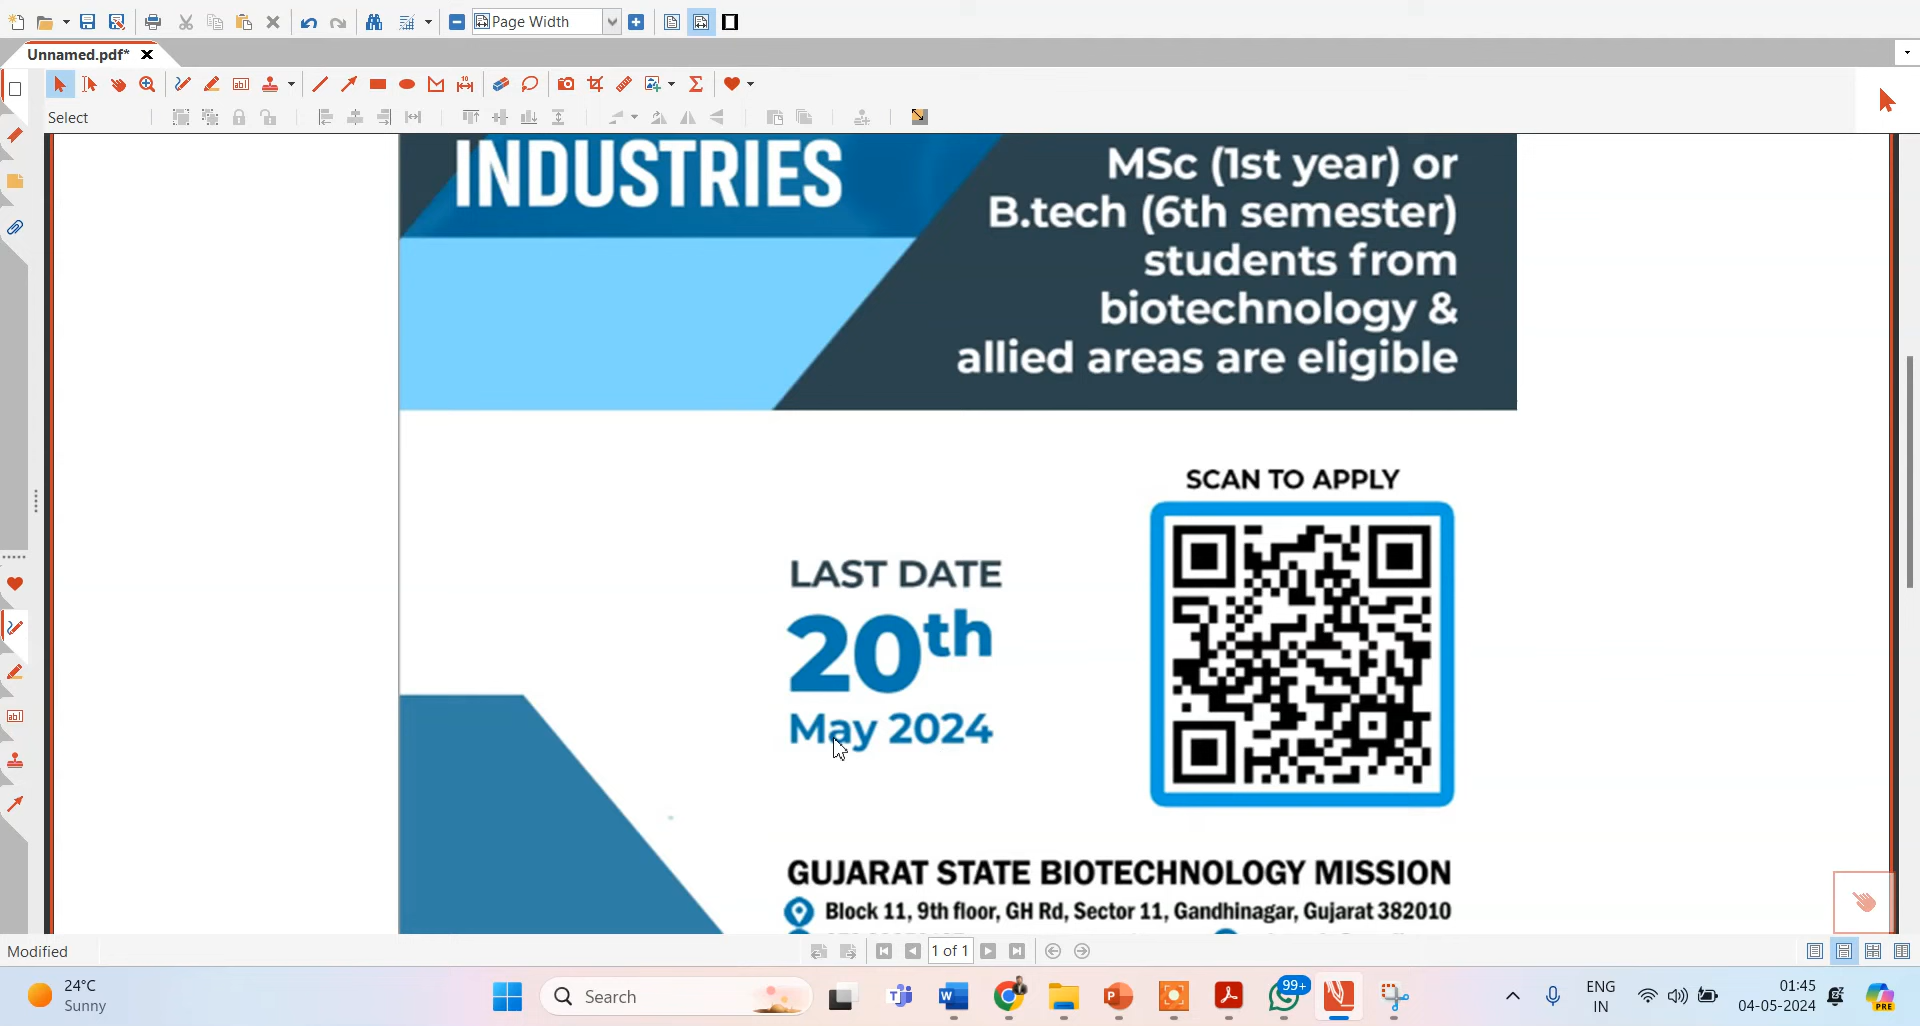 Page Width
Unnamed.pdf*
Select
INDUSTRIES
MSc (1st year) or
B.tech (6th semester)
students from
biotechnology &
allied areas are eligible
SCAN TO APPLY
LAST DATE
20th
May 2024
GUJARAT STATE BIOTECHNOLOGY MISSION
Block 11, 9th floor, GH Rd, Sector 11, Gandhinagar, Gujarat 382010
Modified
1 of 1
24°C
Sunny
Search
99+
ENG
IN
01:45
04-05-2024